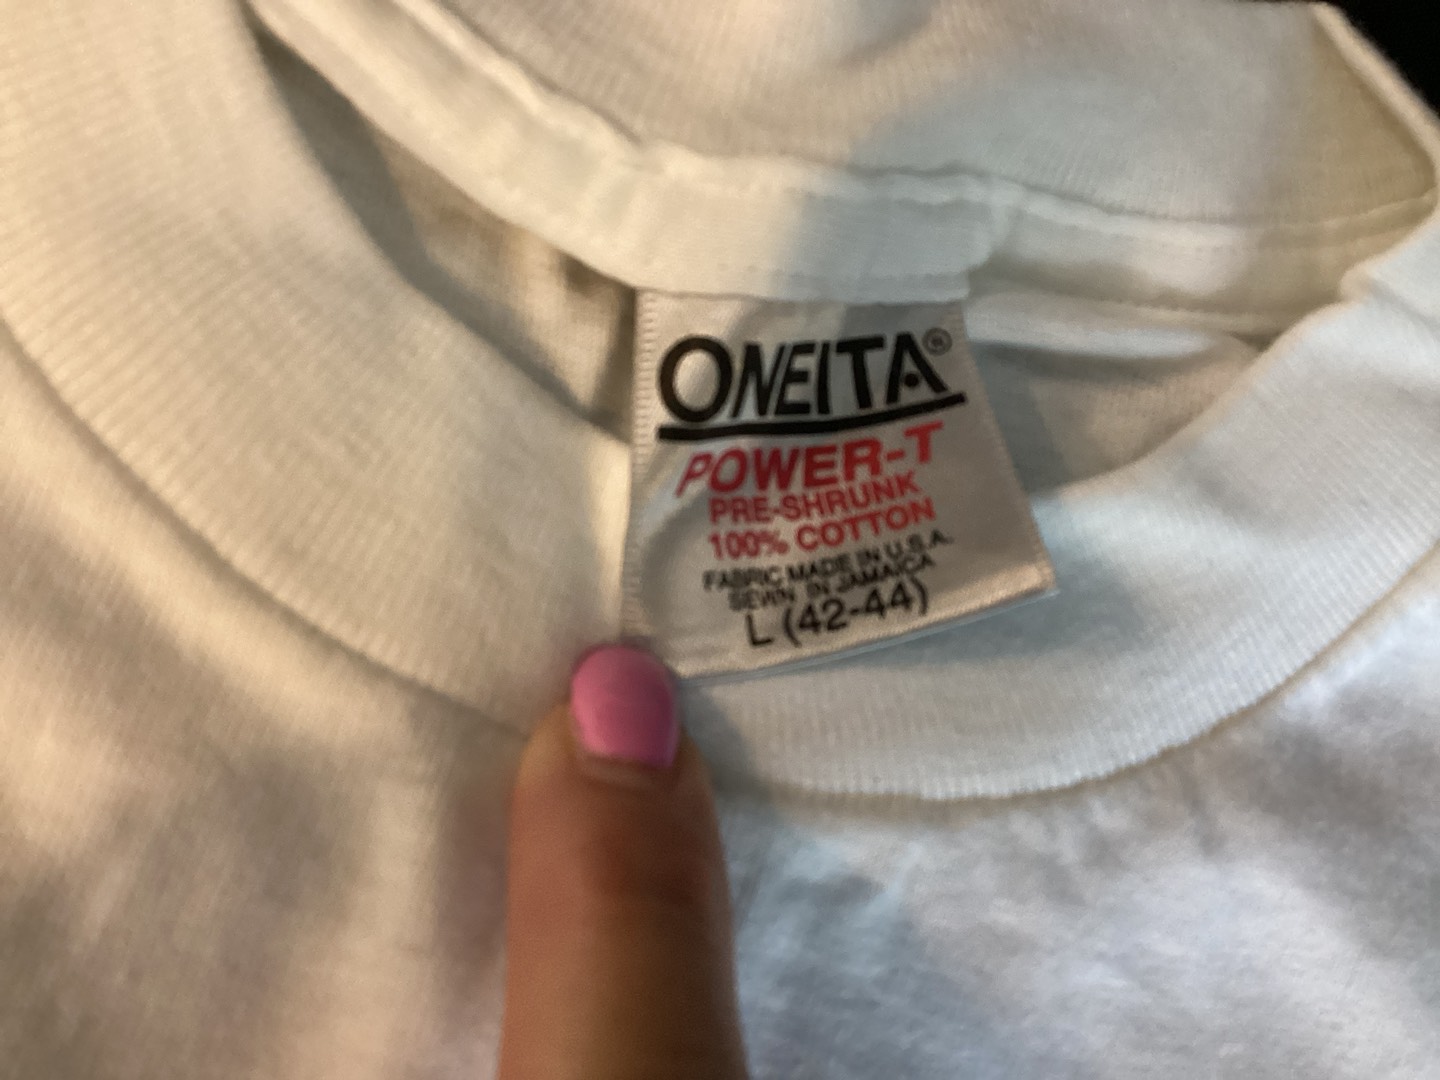 ONEITA®
POWER-T
PRE-SHRUNK
100% COTTON
FABRIC MADE IN U.S.A.
SEWN IN JAMAICA
L (42-44)